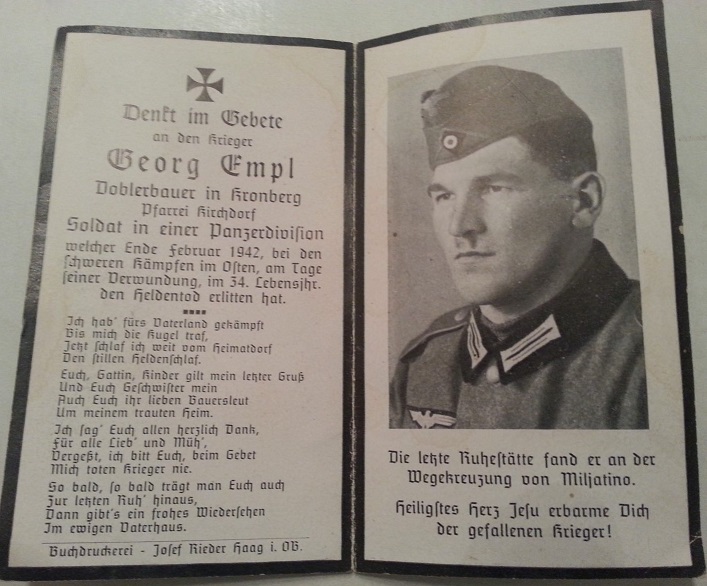 Denkt im Gebete
an den Krieger
Georg Empl
Doblerbauer in Kronberg
Pfarrei Kirchdorf
Soldat in einer Panzerdivision
welcher Ende Februar 1942, bei den
schweren Kämpfen im Osten, am Tage
seiner Verwundung, im 34. Lebensjhr.
den Heldentod erlitten hat.
Ich hab' fürs Vaterland gekämpft
Bis mich die Kugel traf,
Jetzt schlaf ich weit vom Heimatdorf
Den stillen Heldenschlaf.
Euch, Gattin, Kinder gilt mein letzter Gruß
Und Euch Geschwister mein
Auch Euch ihr lieben Bauersleut
Um meinem trauten Heim.
Ich sag' Euch allen herzlich Dank,
Für alle Lieb' und Müh',
Vergeßt, ich bitt Euch, beim Gebet
Mich toten Krieger nie.
So bald, so bald trägt man Euch auch
Zur letzten Ruh' hinaus,
Dann gibt's ein frohes Wiedersehen
Im ewigen Vaterhaus.
Buchdruckerei - Josef Rieder Haag i. OB.
Die letzte Ruhestätte fand er an der
Wegekreuzung von Miljatino.
Heiligstes Herz Jesu erbarme Dich
der gefallenen Krieger!